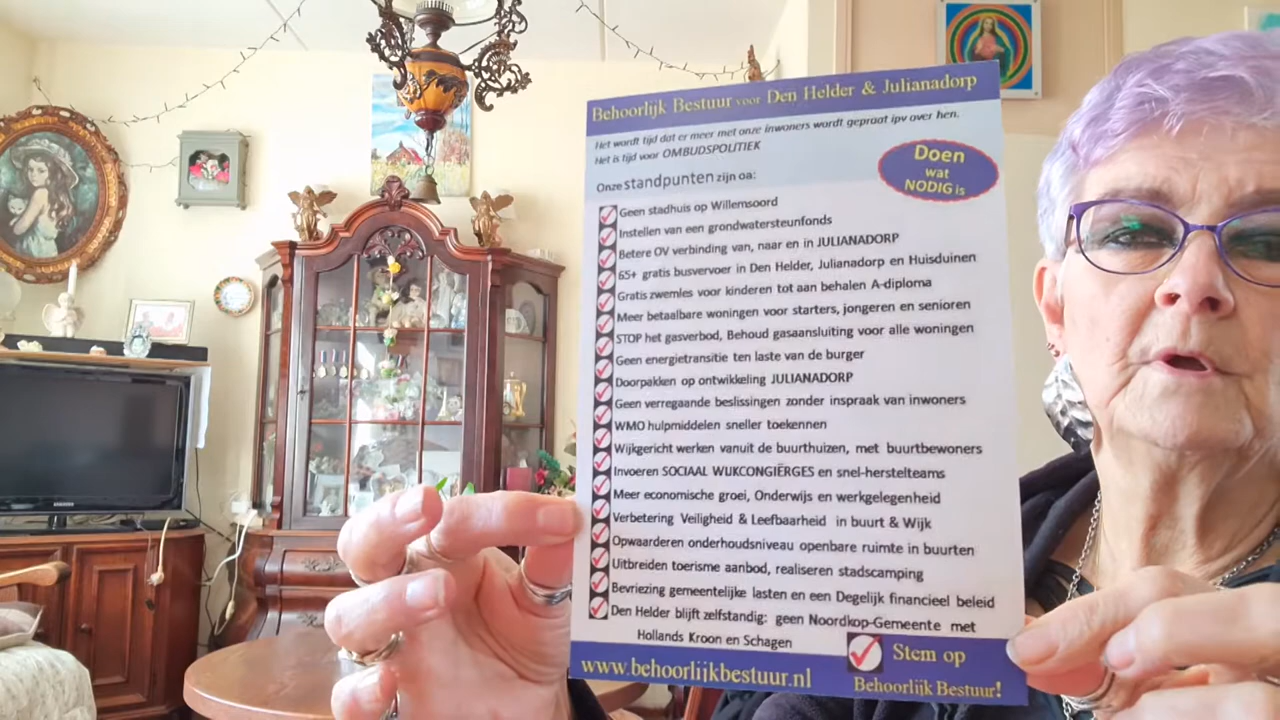 Behoorlijk Bestuur voor Den Helder & Julianadorp
Het wordt tijd dat er meer met onze inwoners wordt gepraat ipv over hen.
Het is tijd voor OMBUDSPOLITIEK
Doen
wat
NODIG is
Onze standpunten zijn oa:
Geen stadhuis op Willemsoord
Instellen van een grondwatersteunfonds
Betere OV verbinding van, naar en in JULIANADORP
65+ gratis busvervoer in Den Helder, Julianadorp en Huisduinen
Gratis zwemles voor kinderen tot aan behalen A-diploma
Meer betaalbare woningen voor starters, jongeren en senioren
STOP het gasverbod, Behoud gasaansluiting voor alle woningen
Geen energietransitie ten laste van de burger
Doorpakken op ontwikkeling JULIANADORP
Geen verregaande beslissingen zonder inspraak van inwoners
WMO hulpmiddelen sneller toekennen
Wijkgericht werken vanuit de buurthuizen, met buurtbewoners
Invoeren SOCIAAL WIJKCONGIËRGES en snel-herstelteams
Meer economische groei, Onderwijs en werkgelegenheid
Verbetering Veiligheid & Leefbaarheid in buurt & Wijk
Opwaarderen onderhoudsniveau openbare ruimte in buurten
Uitbreiden toerisme aanbod, realiseren stadscamping
Bevriezing gemeentelijke lasten en een Degelijk financieel beleid
Den Helder blijft zelfstandig: geen Noordkop-Gemeente met
Hollands Kroon en Schagen
www.behoorlijkbestuur.nl
Stem op
Behoorlijk Bestuur!
SAMSUNG